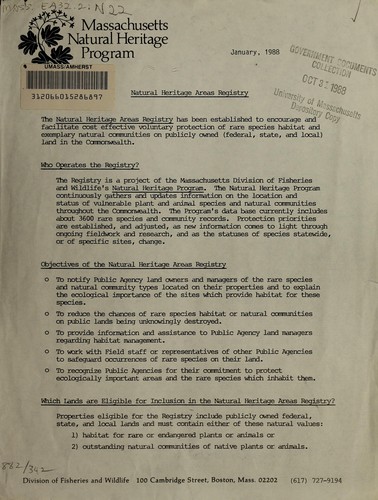 MASS. EA32.2: N22
Massachusetts
Natural Heritage
Program
January, 1988
GOVERNMENT DOCUMENTS
COLLECTION
OCT 31 1988
University of Massachusetts
Depository Copy
UMASS/AMHERST
312066015286897
Natural Heritage Areas Registry
The Natural Heritage Areas Registry has been established to encourage and
facilitate cost effective voluntary protection of rare species habitat and
exemplary natural communities on publicly owned (federal, state, and local)
land in the Commonwealth.
Who Operates the Registry?
The Registry is a project of the Massachusetts Division of Fisheries
and Wildlife's Natural Heritage Program. The Natural Heritage Program
continuously gathers and updates information on the location and
status of vulnerable plant and animal species and natural communities
throughout the Commonwealth. The Program's data base currently includes
about 3600 rare species and community records. Protection priorities
are established, and adjusted, as new information comes to light through
ongoing fieldwork and research, and as the statuses of species statewide,
or of specific sites, change.
Objectives of the Natural Heritage Areas Registry
o To notify Public Agency land owners and managers of the rare species
and natural community types located on their properties and to explain
the ecological importance of the sites which provide habitat for these
species.
o To reduce the chances of rare species habitat or natural communities
on public lands being unknowingly destroyed.
o To provide information and assistance to Public Agency land managers
regarding habitat management.
o To work with Field staff or representatives of other Public Agencies
to safeguard occurrences of rare species on their land.
o To recognize Public Agencies for their commitment to protect
ecologically important areas and the rare species which inhabit them.
Which Lands are Eligible for Inclusion in the Natural Heritage Areas Registry?
Properties eligible for the Registry include publicly owned federal,
state, and local lands and must contain either of these natural values:
1) habitat for rare or endangered plants or animals or
2) outstanding natural communities of native plants or animals.
882/342
Division of Fisheries and Wildlife 100 Cambridge Street, Boston, Mass. 02202 (617) 727-9194